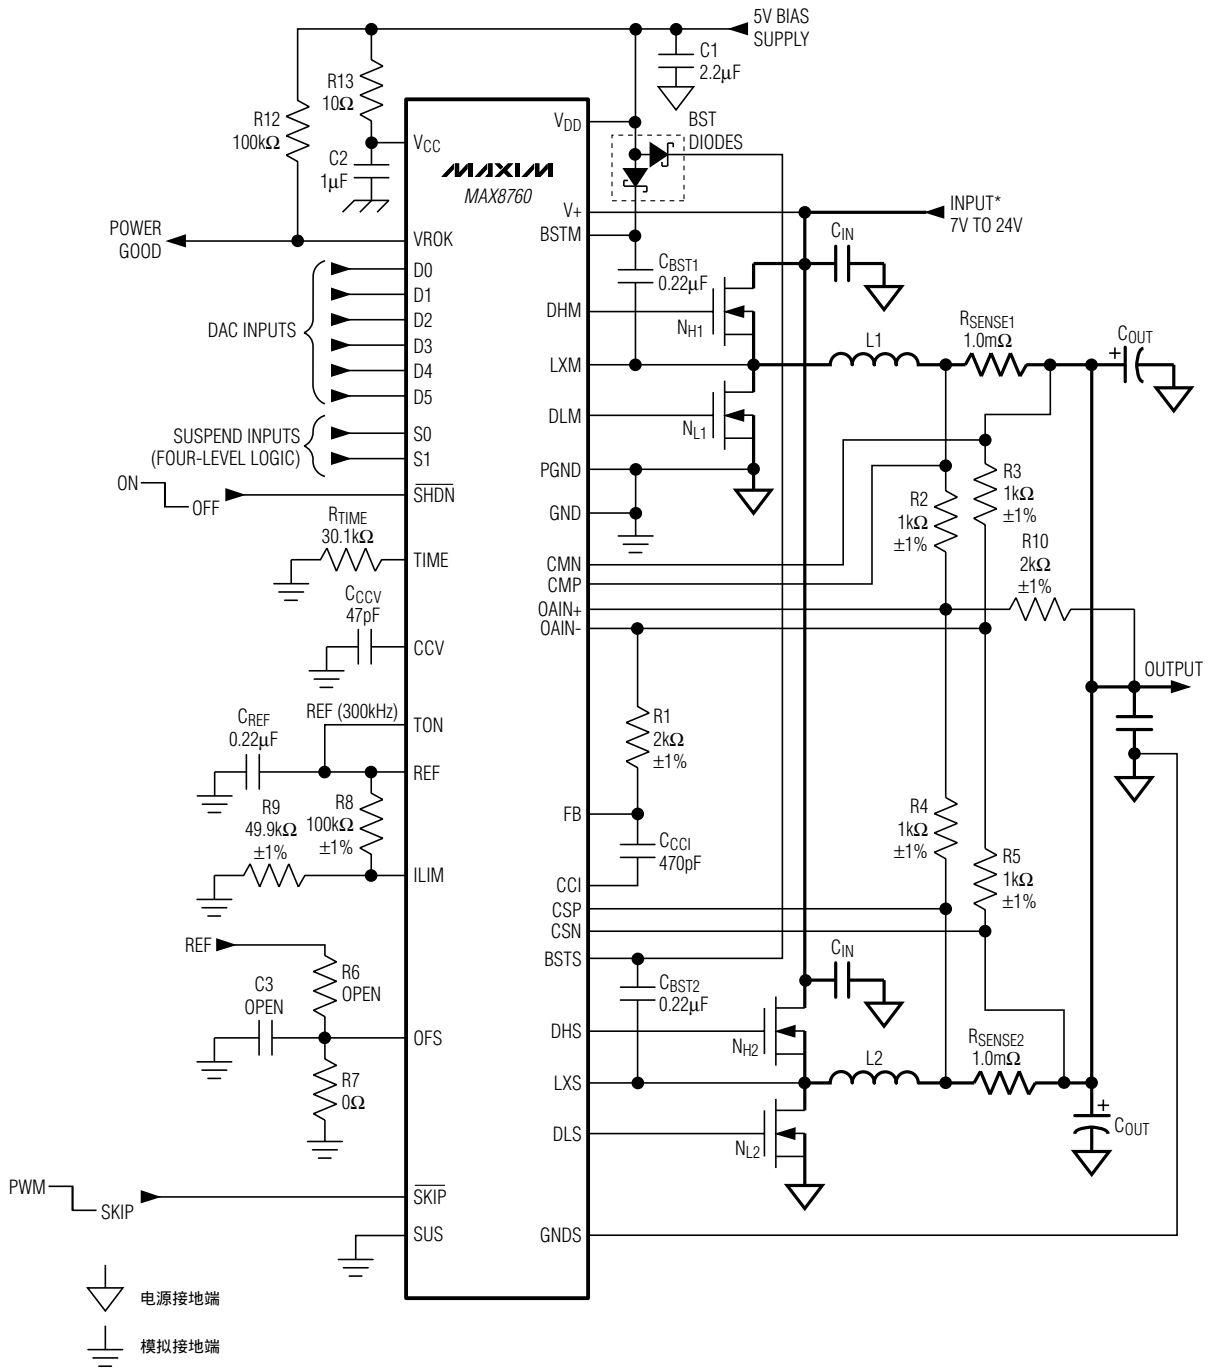 5V BIAS
SUPPLY
C1
2.2µF
R13
10Ω
R12
100kΩ
C2
1µF
VCC
VDD
BST
DIODES
MAXIM
MAX8760
POWER
GOOD
VROK
V+
INPUT*
7V TO 24V
BSTM
CIN
CBST1
0.22µF
DAC INPUTS
D0
D1
D2
D3
D4
D5
DHM
NH1
LXM
L1
RSENSE1
1.0mΩ
COUT
DLM
NL1
SUSPEND INPUTS
(FOUR-LEVEL LOGIC)
S0
S1
PGND
GND
ON
OFF
SHDN
R2
1kΩ
±1%
R3
1kΩ
±1%
R10
2kΩ
±1%
RTIME
30.1kΩ
TIME
CMN
CMP
OAIN+
OAIN-
CCCV
47pF
CCV
OUTPUT
REF (300kHz)
TON
CREF
0.22µF
REF
R1
2kΩ
±1%
R9
49.9kΩ
±1%
R8
100kΩ
±1%
ILIM
FB
CCCI
470pF
CCI
R4
1kΩ
±1%
R5
1kΩ
±1%
CSP
CSN
BSTS
REF
R6
OPEN
C3
OPEN
OFS
R7
0Ω
CBST2
0.22µF
CIN
DHS
NH2
LXS
L2
RSENSE2
1.0mΩ
COUT
DLS
NL2
PWM
SKIP
SKIP
SUS
GNDS
电源接地端
模拟接地端